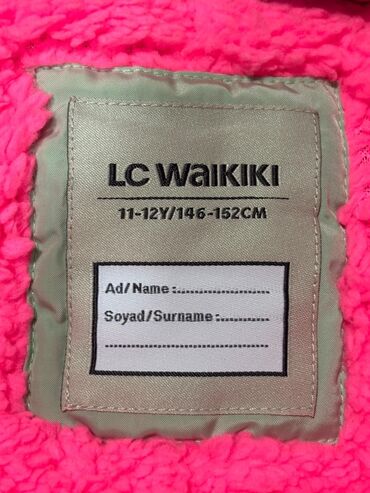 LC WAIKIKI
11-12Y/146-152CM
Ad/Name :........................
Soyad/Surname :.............
..........................................